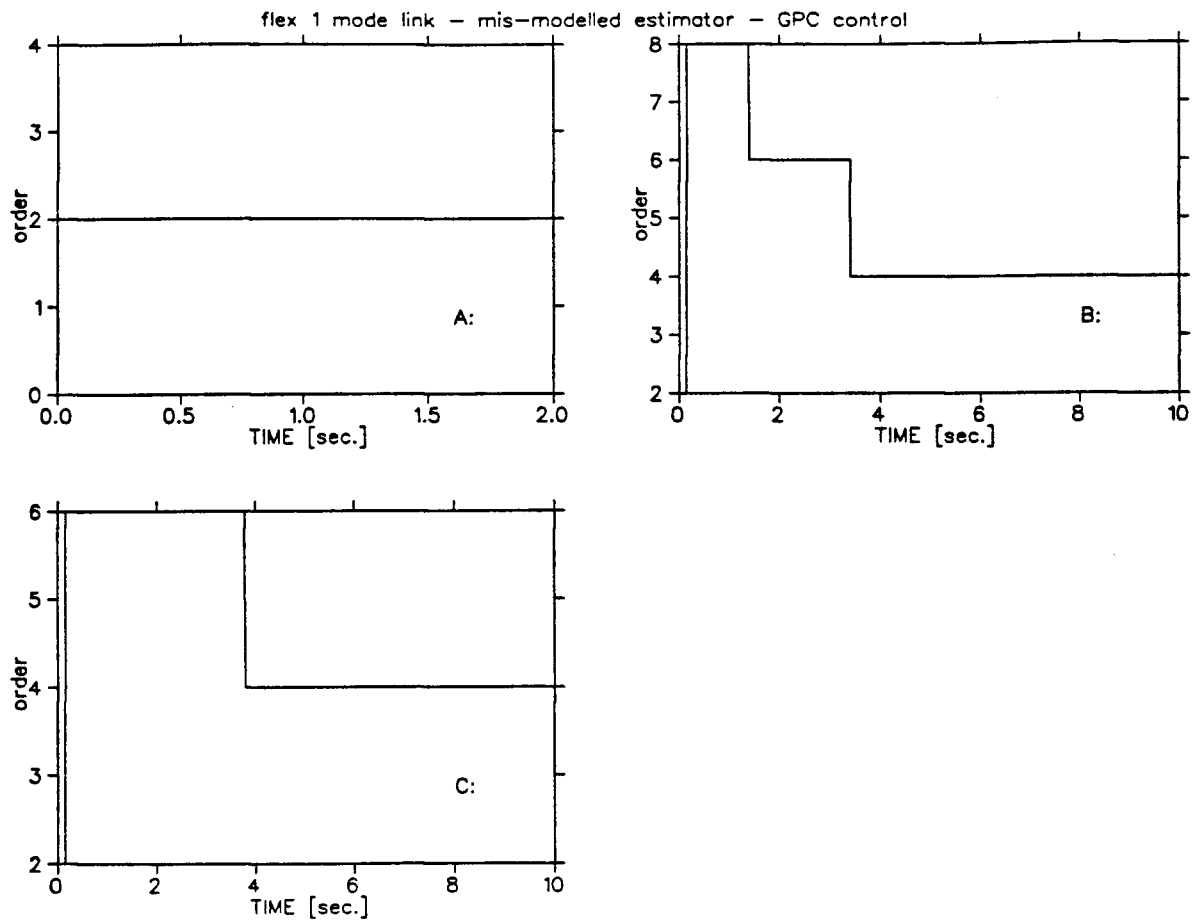 flex 1 mode link – mis-modelled estimator – GPC control
4
3
2
1
0
order
A:
0.0 0.5 1.0 1.5 2.0
TIME [sec.]
8
7
6
5
4
3
2
order
B:
0 2 4 6 8 10
TIME [sec.]
6
5
4
3
2
order
C:
0 2 4 6 8 10
TIME [sec.]